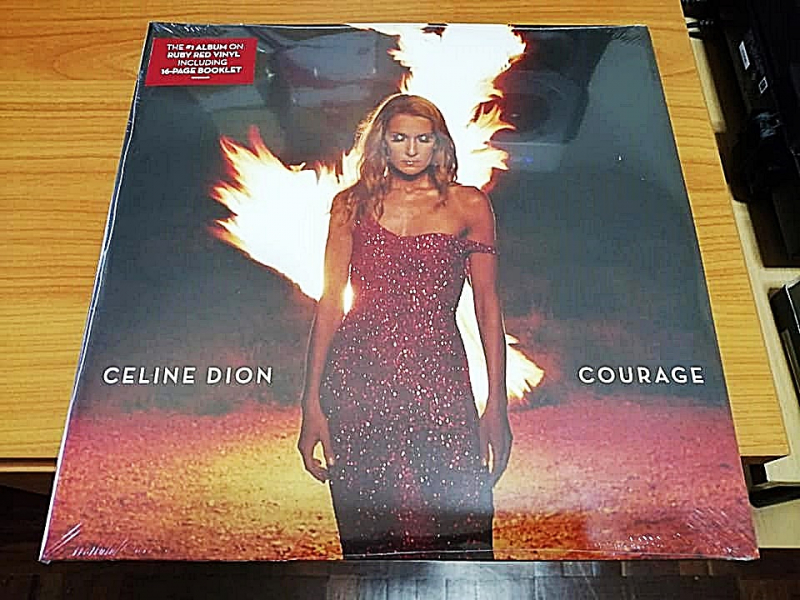 THE #1 ALBUM ON
RUBY RED VINYL
INCLUDING
16-PAGE BOOKLET
CELINE DION
COURAGE